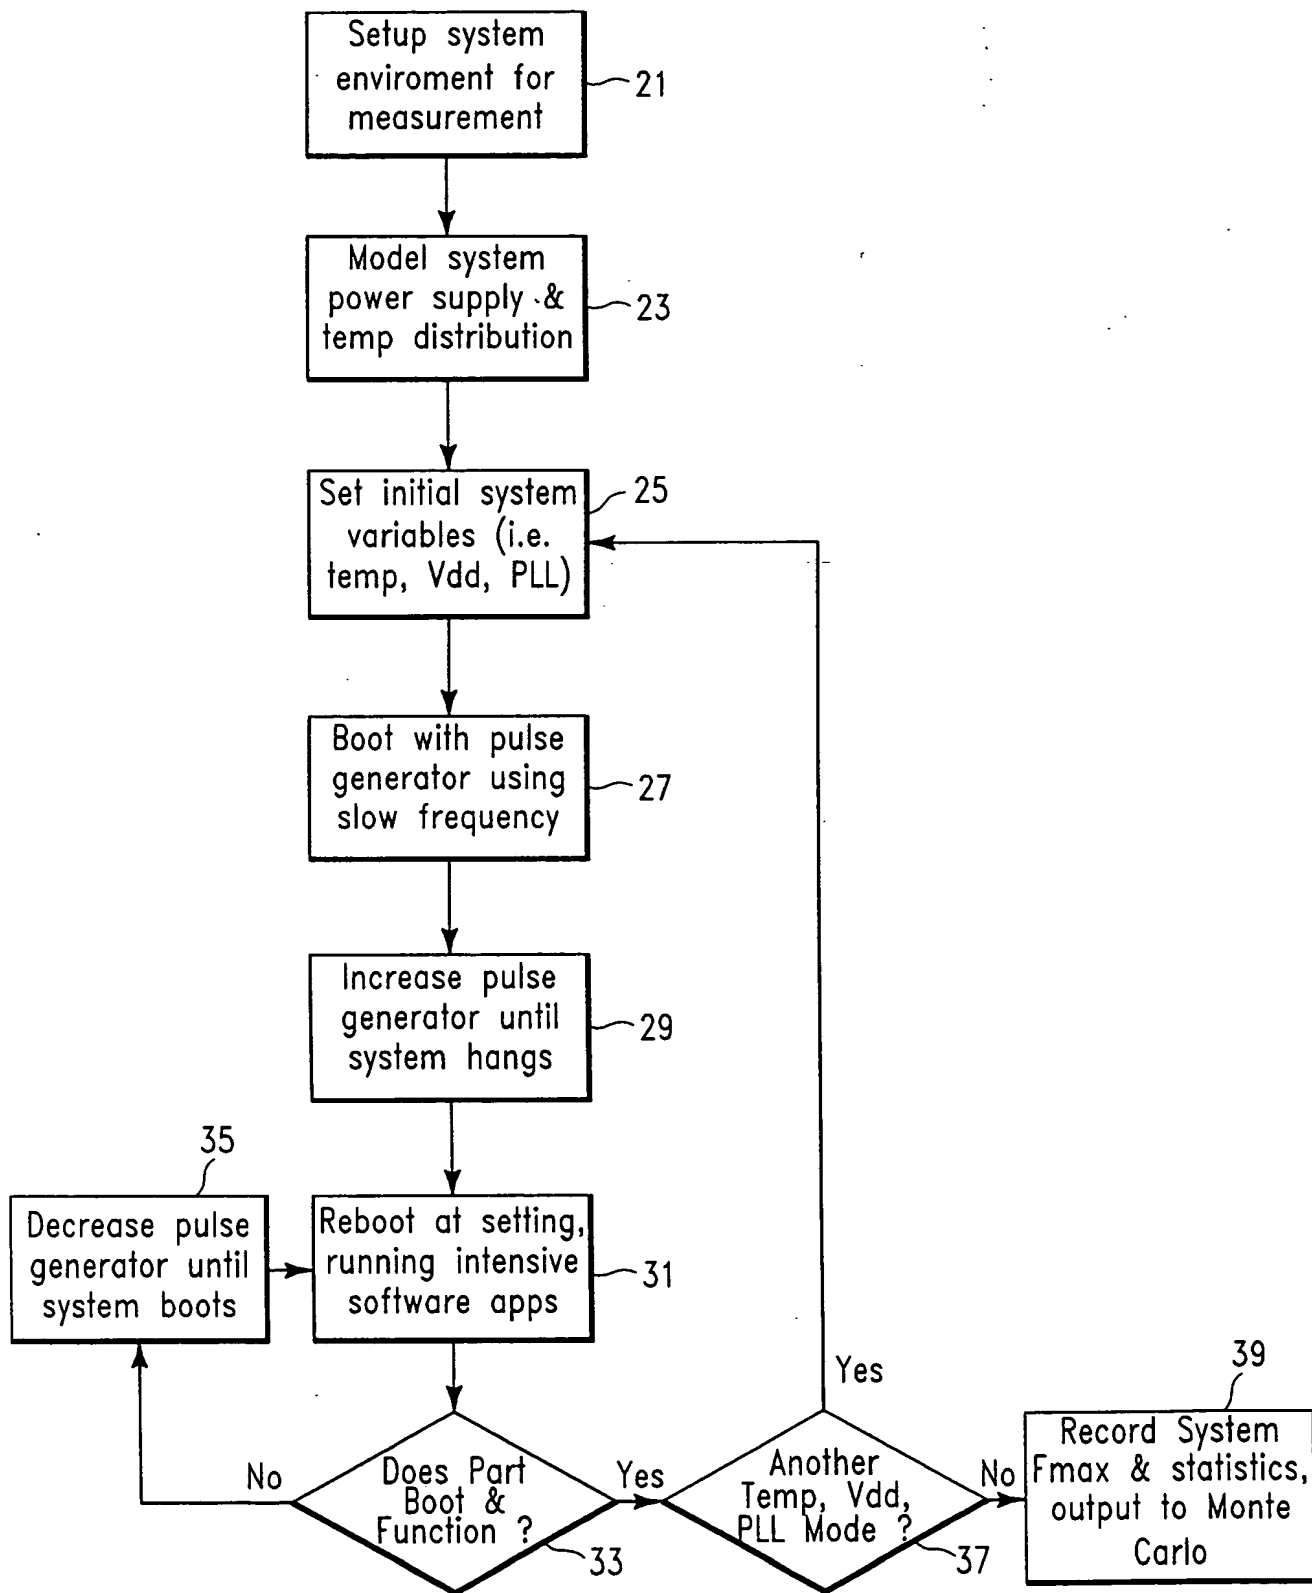 Setup system
enviroment for
measurement
21
Model system
power supply &
temp distribution
23
Set initial system
variables (i.e.
temp, Vdd, PLL)
25
Boot with pulse
generator using
slow frequency
27
Increase pulse
generator until
system hangs
29
35
Decrease pulse
generator until
system boots
Reboot at setting,
running intensive
software apps
31
No
Does Part
Boot &
Function ?
33
Yes
Another
Temp, Vdd,
PLL Mode ?
37
Yes
No
39
Record System
Fmax & statistics,
output to Monte
Carlo